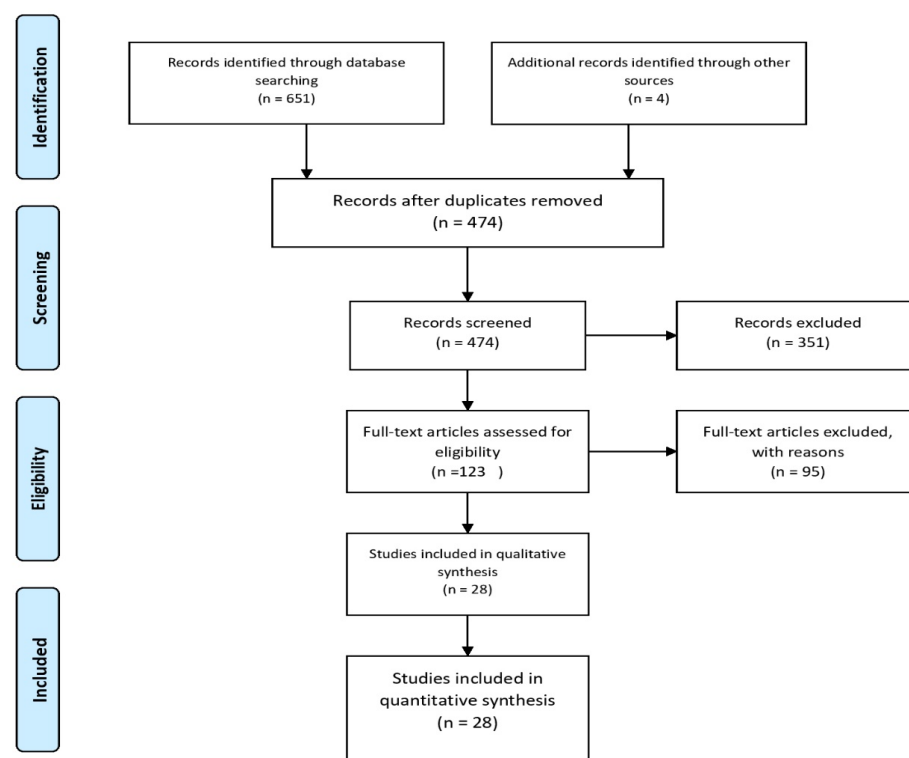 Identification
Records identified through database
searching
(n = 651)
Additional records identified through other
sources
(n = 4)
Records after duplicates removed
(n = 474)
Screening
Records screened
(n = 474)
Records excluded
(n = 351)
Eligibility
Full-text articles assessed for
eligibility
(n =123   )
Full-text articles excluded,
with reasons
(n = 95)
Studies included in qualitative
synthesis
(n = 28)
Included
Studies included in
quantitative synthesis
(n = 28)